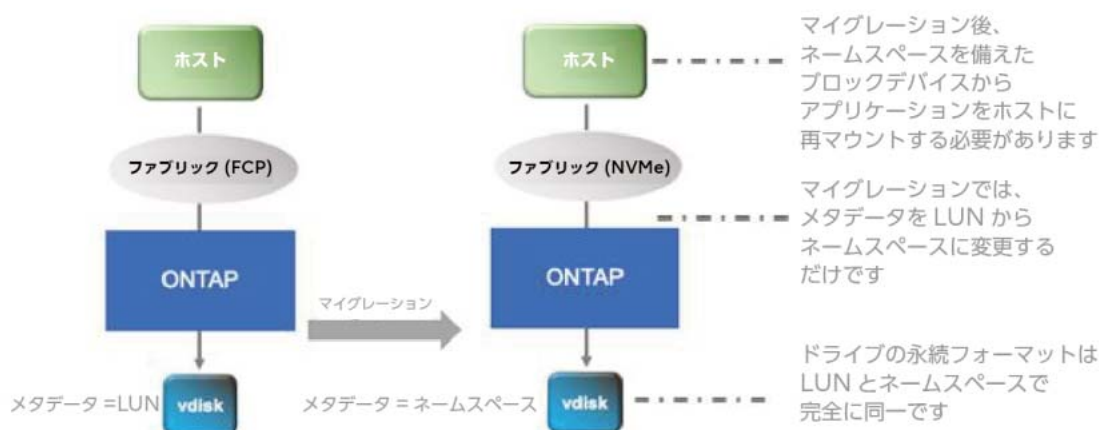 ホスト
ファブリック (FCP)
ONTAP
メタデータ =LUN
vdisk
マイグレーション
ホスト
ファブリック (NVMe)
ONTAP
メタデータ = ネームスペース
vdisk
マイグレーション後、
ネームスペースを備えた
ブロックデバイスから
アプリケーションをホストに
再マウントする必要があります
マイグレーションでは、
メタデータを LUN から
ネームスペースに変更する
だけです
ドライブの永続フォーマットは
LUN とネームスペースで
完全に同一です